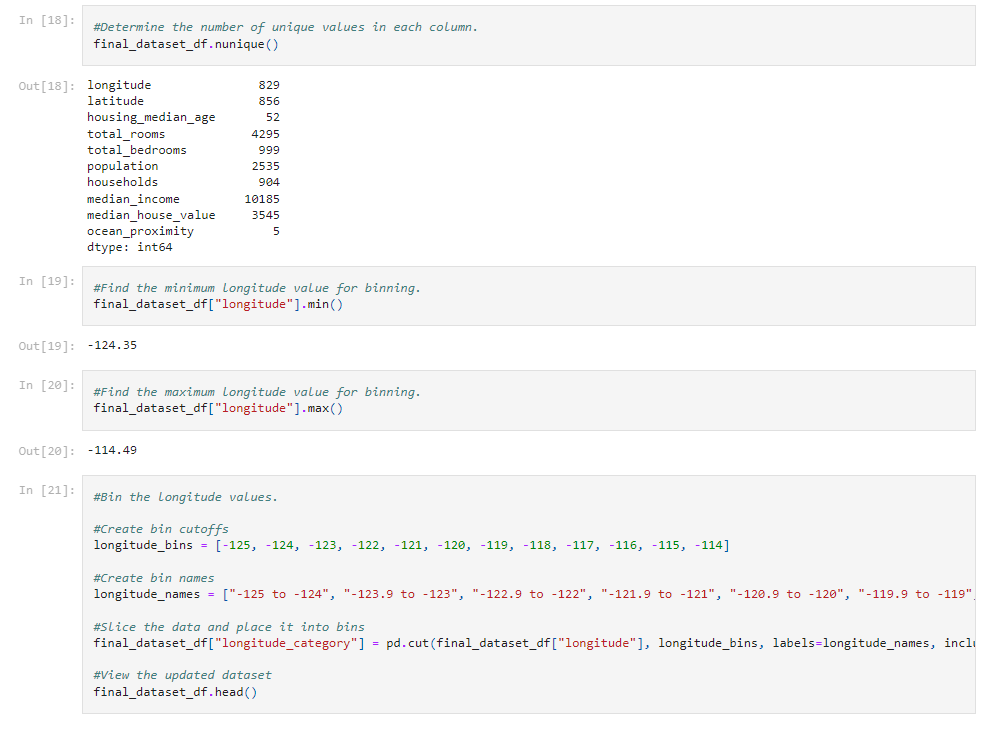 In [18]:
#Determine the number of unique values in each column.
final_dataset_df.nunique()
Out[18]:
longitude 829
latitude 856
housing_median_age 52
total_rooms 4295
total_bedrooms 999
population 2535
households 904
median_income 10185
median_house_value 3545
ocean_proximity 5
dtype: int64
In [19]:
#Find the minimum longitude value for binning.
final_dataset_df["longitude"].min()
Out[19]: -124.35
In [20]:
#Find the maximum longitude value for binning.
final_dataset_df["longitude"].max()
Out[20]: -114.49
In [21]:
#Bin the longitude values.
#Create bin cutoffs
longitude_bins = [-125, -124, -123, -122, -121, -120, -119, -118, -117, -116, -115, -114]
#Create bin names
longitude_names = ["-125 to -124", "-123.9 to -123", "-122.9 to -122", "-121.9 to -121", "-120.9 to -120", "-119.9 to -119"
#Slice the data and place it into bins
final_dataset_df["longitude_category"] = pd.cut(final_dataset_df["longitude"], longitude_bins, labels=longitude_names,
#View the updated dataset
final_dataset_df.head()